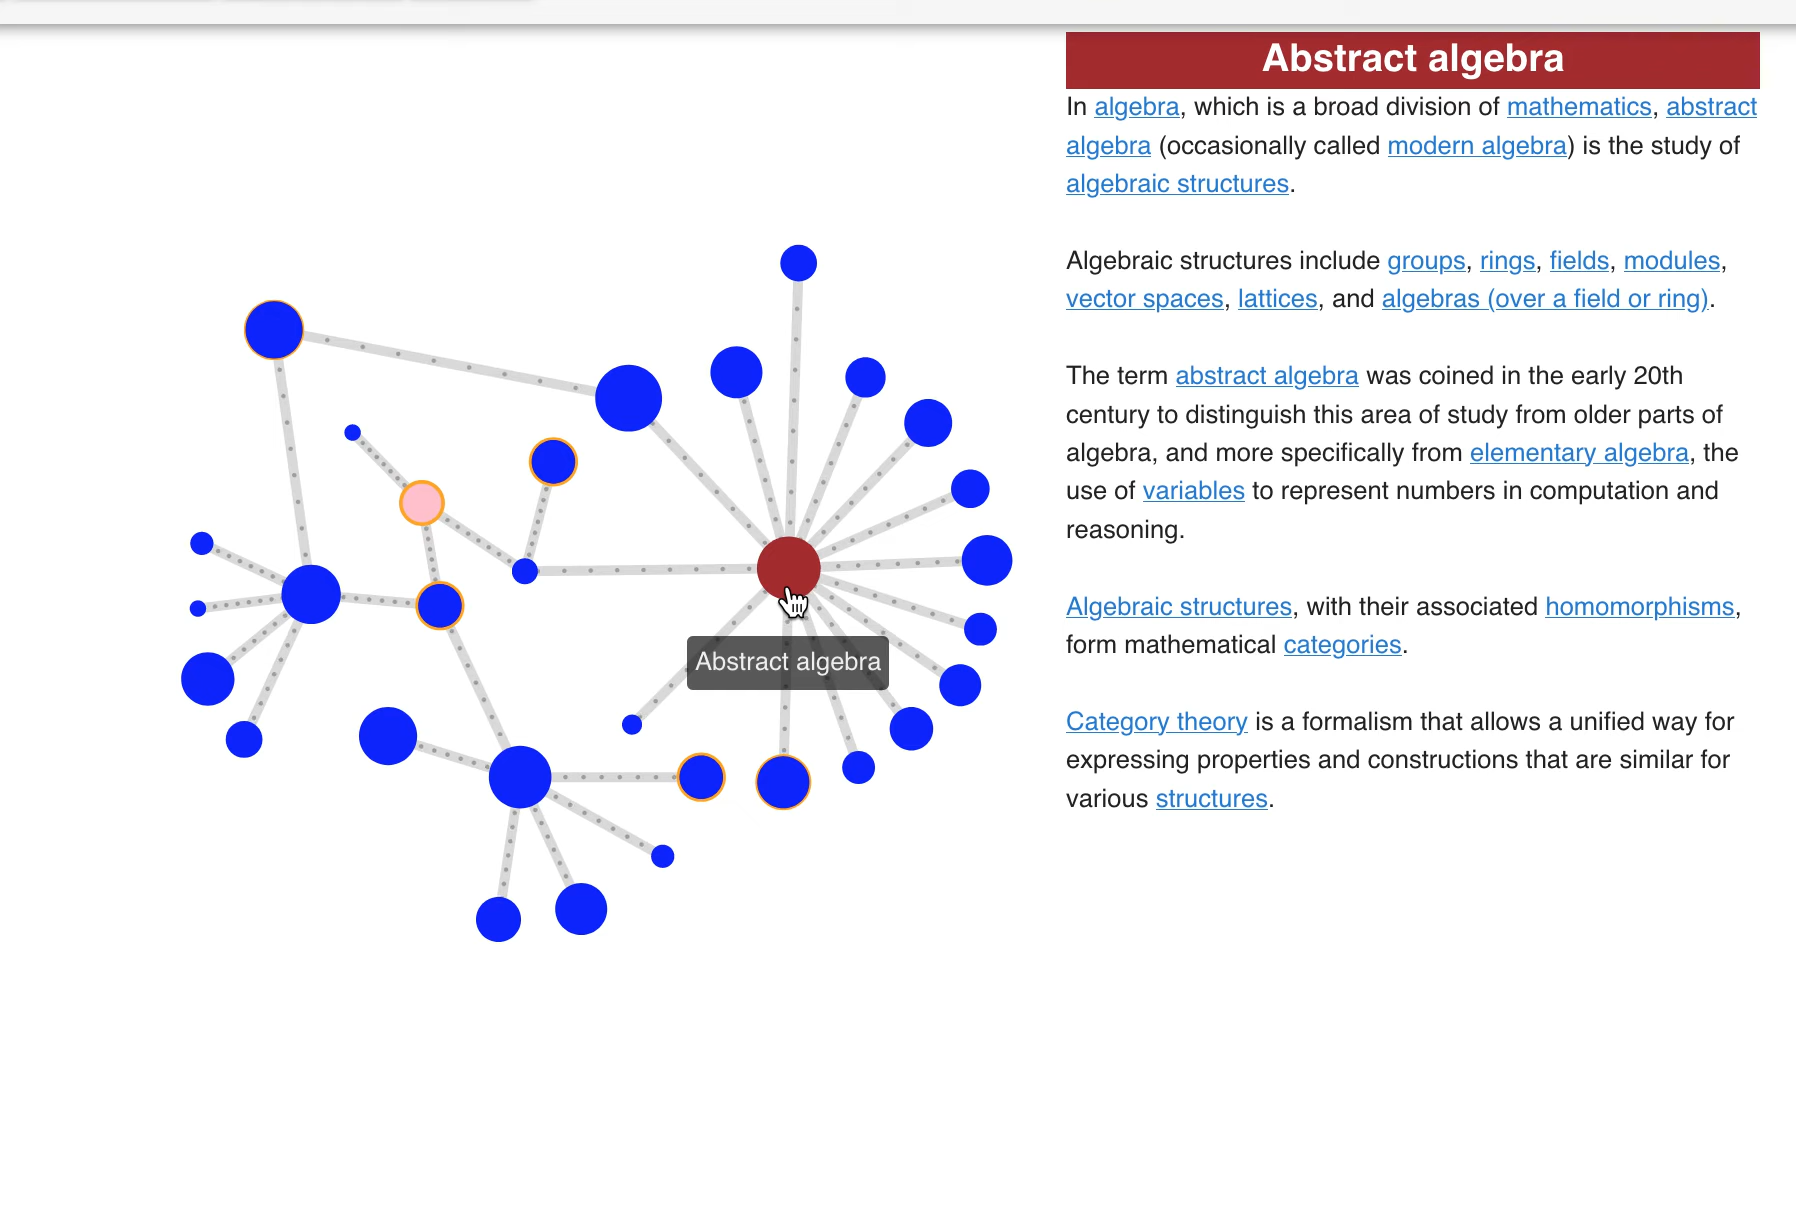 Abstract algebra
In algebra, which is a broad division of mathematics, abstract
algebra (occasionally called modern algebra) is the study of
algebraic structures.
Algebraic structures include groups, rings, fields, modules,
vector spaces, lattices, and algebras (over a field or ring).
The term abstract algebra was coined in the early 20th
century to distinguish this area of study from older parts of
algebra, and more specifically from elementary algebra, the
use of variables to represent numbers in computation and
reasoning.
Algebraic structures, with their associated homomorphisms,
form mathematical categories.
Category theory is a formalism that allows a unified way for
expressing properties and constructions that are similar for
various structures.
Abstract algebra